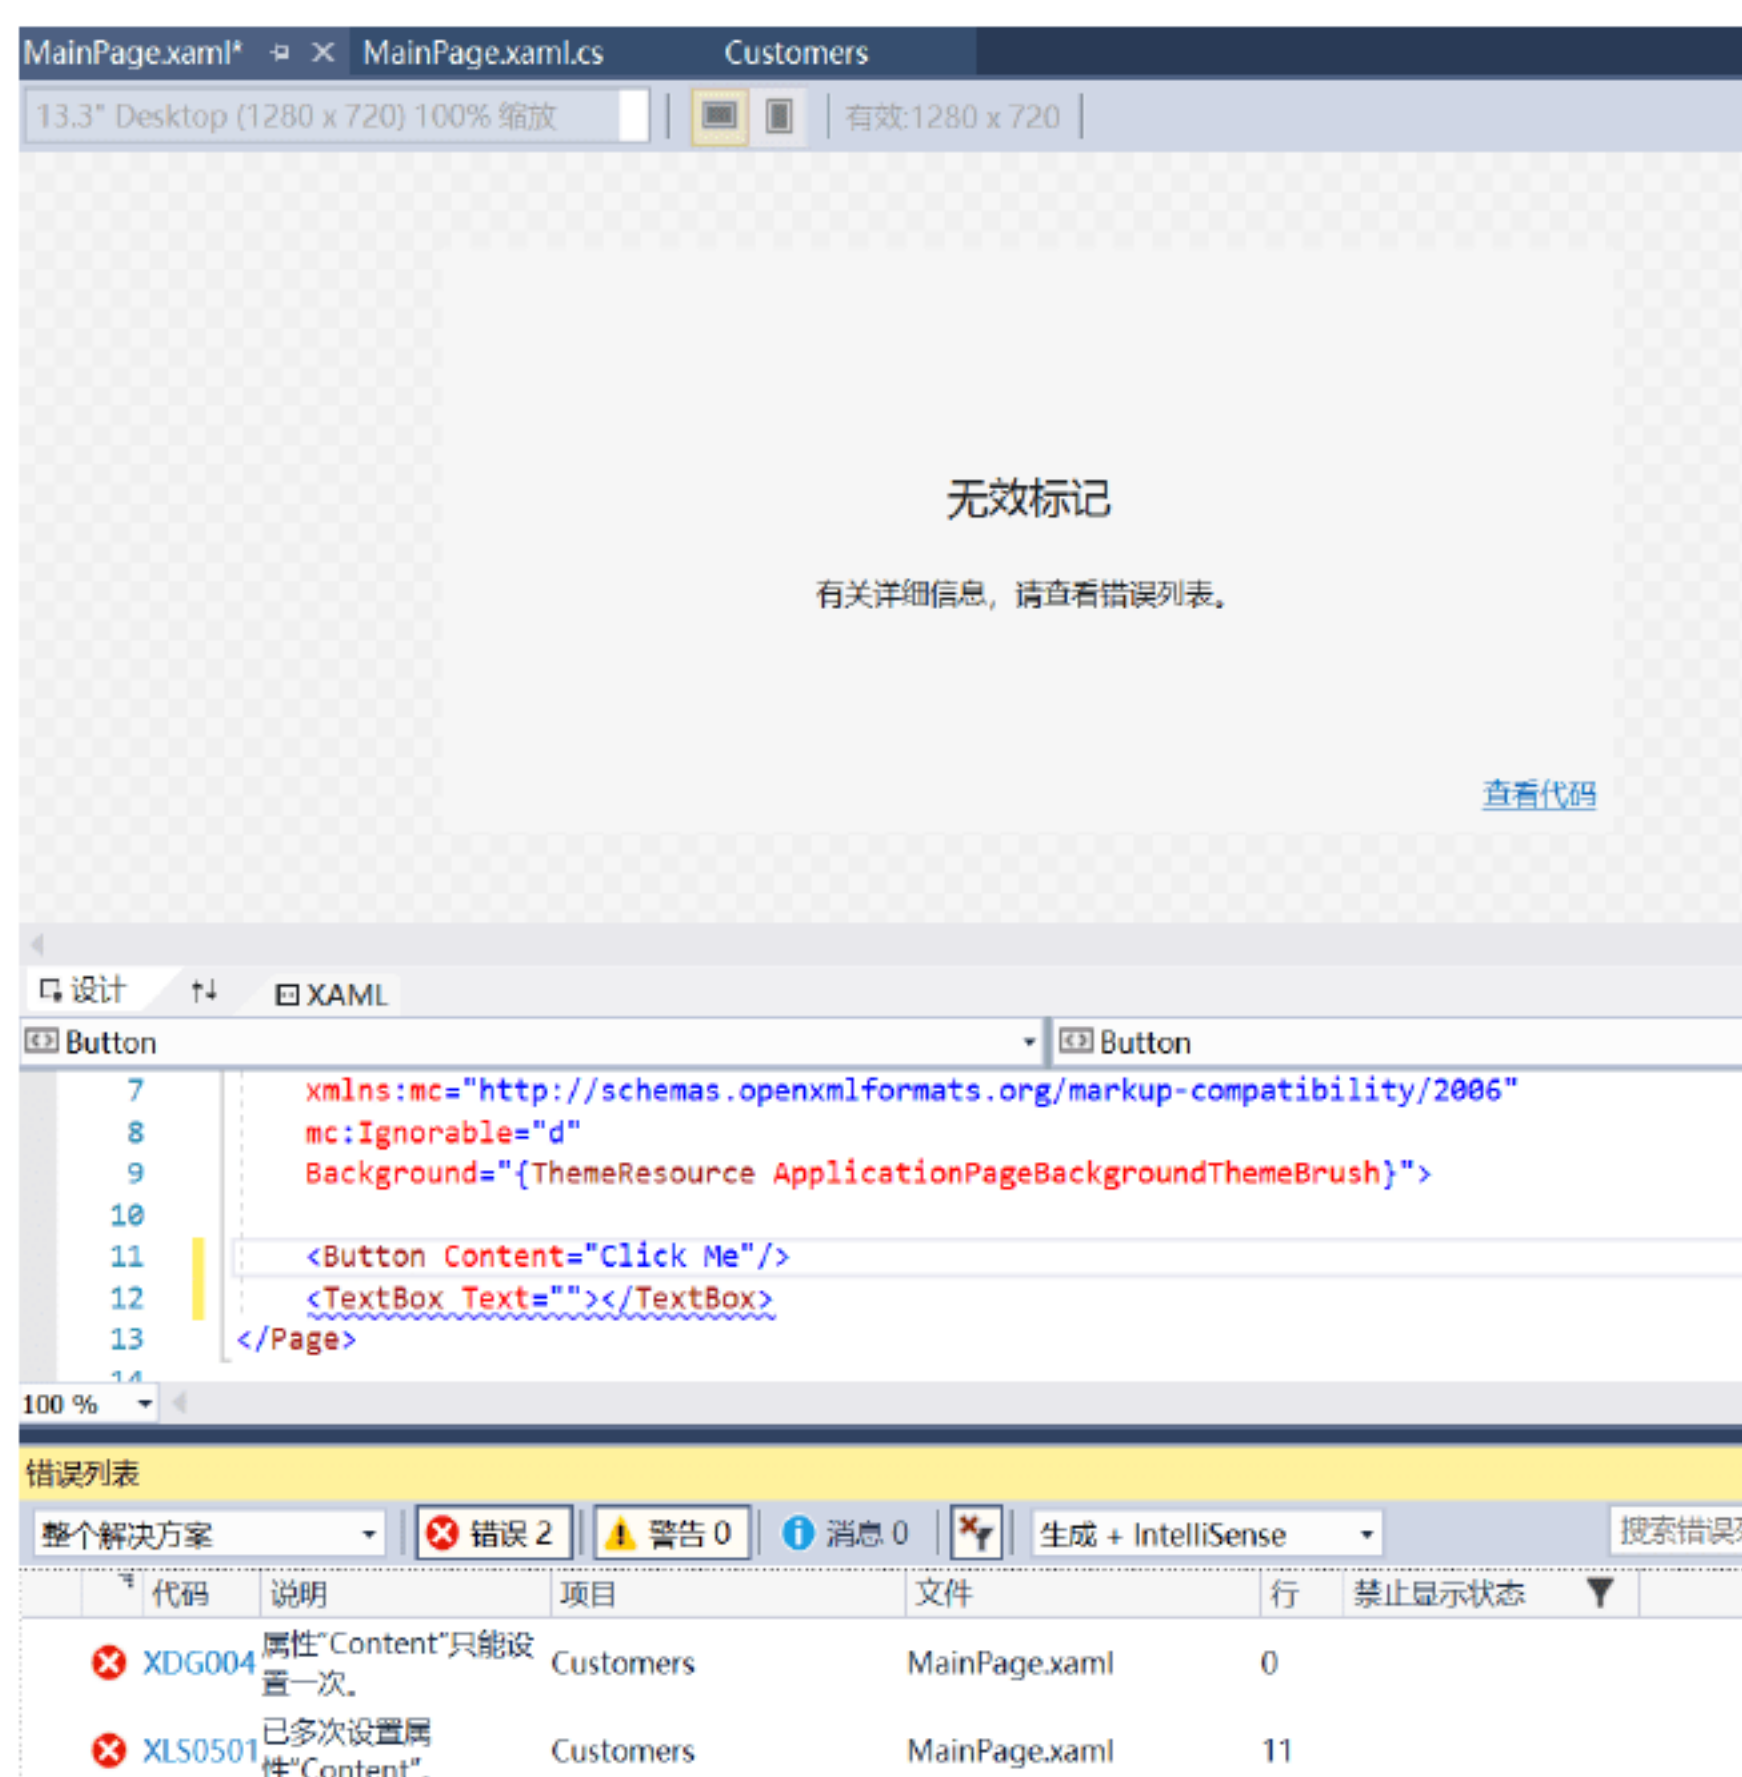 MainPage.xaml* MainPage.xaml.cs Customers
13.3" Desktop (1280 x 720) 100% 缩放 有效:1280 x 720
无效标记
有关详细信息，请查看错误列表。
查看代码
设计 XAML
Button Button
7 xmlns:mc="http://schemas.openxmlformats.org/markup-compatibility/2006"
8 mc:Ignorable="d"
9 Background="{ThemeResource ApplicationPageBackgroundThemeBrush}">
10
11 <Button Content="Click Me"/>
12 <TextBox Text=""></TextBox>
13 </Page>
14
100 %
错误列表
整个解决方案 错误 2 警告 0 消息 0 生成 + IntelliSense 搜索错误列
代码 说明 项目 文件 行 禁止显示状态
XDG004 属性"Content"只能设置一次。 Customers MainPage.xaml 0
XLS0501 已多次设置属性"Content"。 Customers MainPage.xaml 11